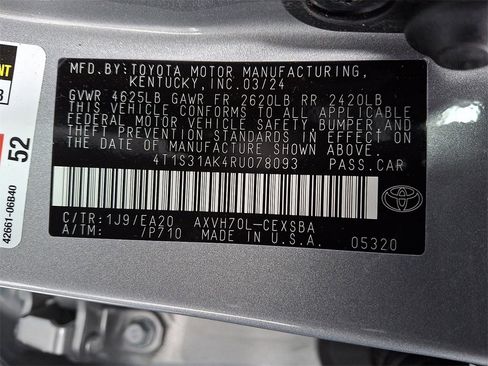 MFD. BY: TOYOTA MOTOR MANUFACTURING,
KENTUCKY, INC. 03/24
GVWR 4625LB GAWR FR 2620LB RR 2420LB
THIS VEHICLE CONFORMS TO ALL APPLICABLE
FEDERAL MOTOR VEHICLE SAFETY, BUMPER, AND
THEFT PREVENTION STANDARDS IN EFFECT ON
THE DATE OF MANUFACTURE SHOWN ABOVE.
4T1S31AK4RU078093 PASS.CAR
C/TR: 1J9/EA20 AXVH70L-CEXSBA
A/TM: 7P710 MADE IN U.S.A. 05320
TOYOTA
52
42661-06B40